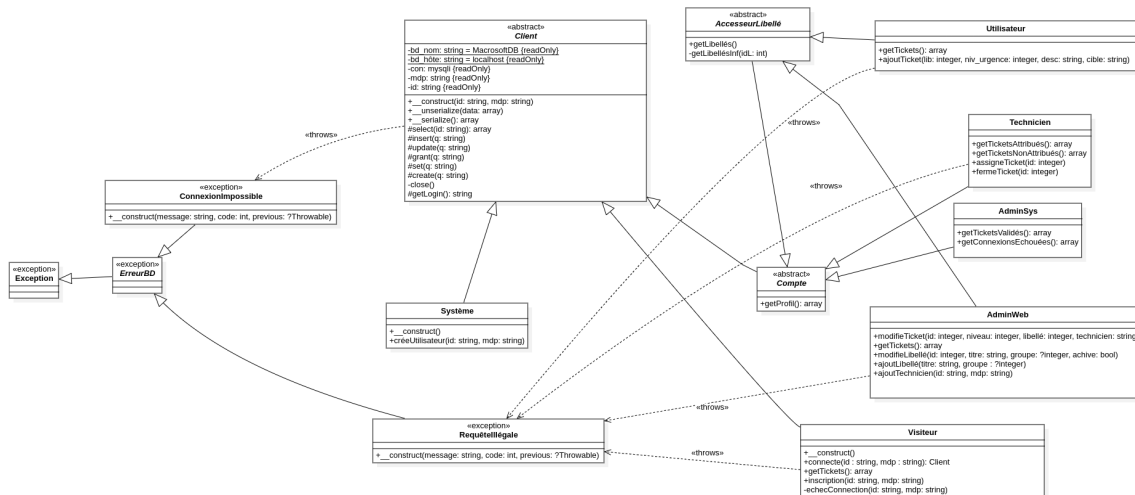 «abstract»
Client
-bd_nom: string = MacrosoftDB {readOnly}
-bd_hôte: string = localhost {readOnly}
-con: mysqli {readOnly}
-mdp: string {readOnly}
-id: string {readOnly}
+__construct(id: string, mdp: string)
+__unserialize(data: array)
+__serialize(): array
#select(id: string): array
#insert(q: string)
#update(q: string)
#grant(q: string)
#set(q: string)
#create(q: string)
-close()
#getLogin(): string
«abstract»
AccesseurLibellé
+getLibellés()
-getLibellésInf(idL: int)
Utilisateur
+getTickets(): array
+ajoutTicket(lib: integer, niv_urgence: integer, desc: string, cible: string)
Technicien
+getTicketsAttribués(): array
+getTicketsNonAttribués(): array
+assigneTicket(id: integer)
+fermeTicket(id: integer)
AdminSys
+getTicketsValidés(): array
+getConnexionsEchouées(): array
«throws»
«throws»
«throws»
«exception»
ConnexionImpossible
+__construct(message: string, code: int, previous: ?Throwable)
«exception»
Exception
«exception»
ErreurBD
«abstract»
Compte
+getProfil(): array
Système
+__construct()
+créeUtilisateur(id: string, mdp: string)
AdminWeb
+modifieTicket(id: integer, niveau: integer, libellé: integer, technicien: string
+getTickets(): array
+modifieLibellé(id: integer, titre: string, groupe: ?integer, achive: bool)
+ajoutLibellé(titre: string, groupe : ?integer)
+ajoutTechnicien(id: string, mdp: string)
«throws»
«throws»
«exception»
RequêteIllégale
+__construct(message: string, code: int, previous: ?Throwable)
Visiteur
+__construct()
+connecte(id : string, mdp : string): Client
+getTickets(): array
+inscription(id: string, mdp: string)
-echecConnection(id: string, mdp: string)